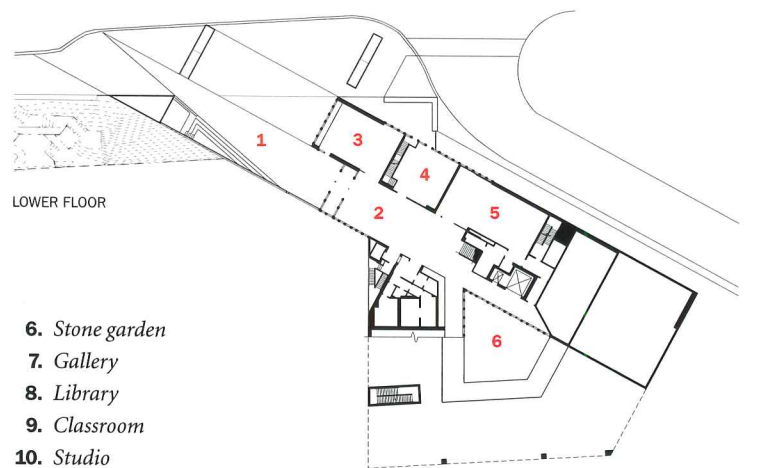 1
3
4
5
2
LOWER FLOOR
6
6. Stone garden
7. Gallery
8. Library
9. Classroom
10. Studio